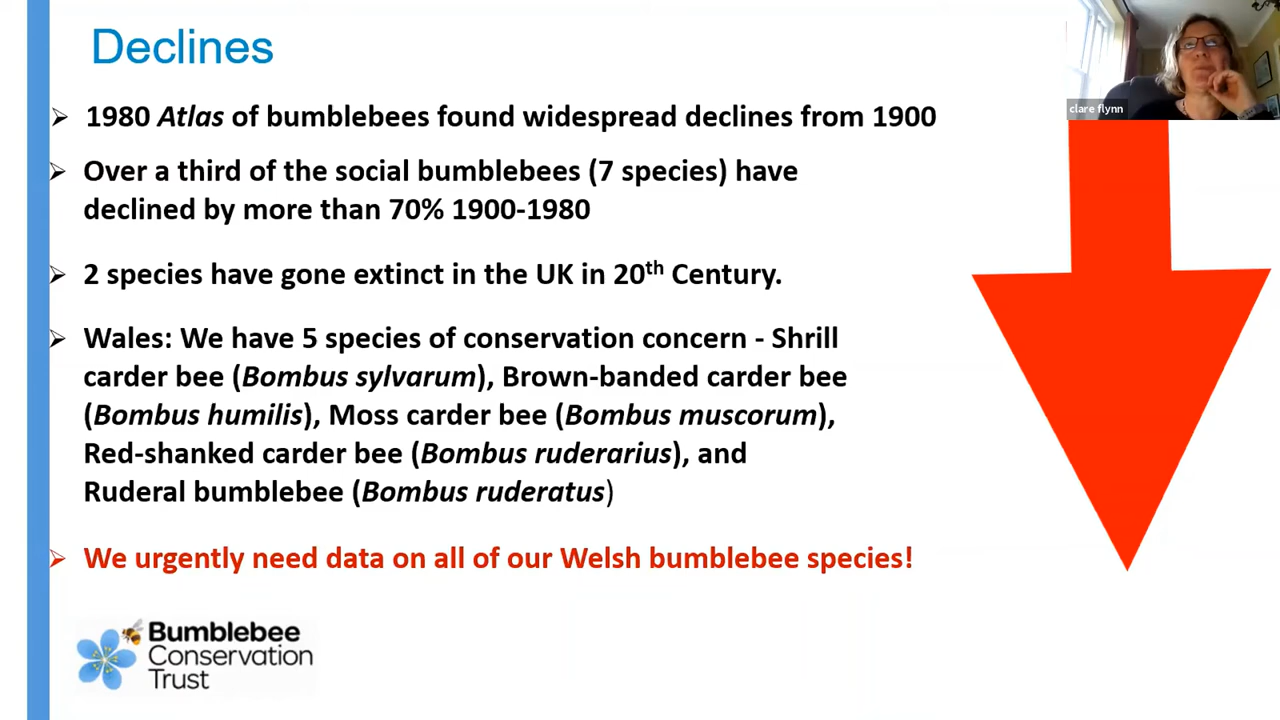 Declines
clare flynn
1980 Atlas of bumblebees found widespread declines from 1900
Over a third of the social bumblebees (7 species) have
declined by more than 70% 1900-1980
2 species have gone extinct in the UK in 20th Century.
Wales: We have 5 species of conservation concern - Shrill
carder bee (Bombus sylvarum), Brown-banded carder bee
(Bombus humilis), Moss carder bee (Bombus muscorum),
Red-shanked carder bee (Bombus ruderarius), and
Ruderal bumblebee (Bombus ruderatus)
We urgently need data on all of our Welsh bumblebee species!
Bumblebee
Conservation
Trust